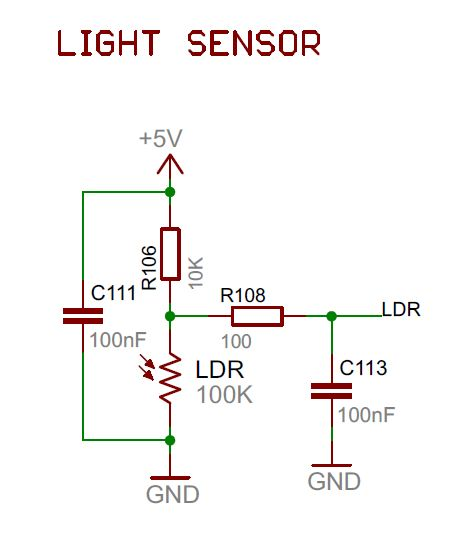 LIGHT SENSOR
+5V
R106
10K
C111
100nF
R108
100
LDR
LDR
100K
C113
100nF
GND
GND